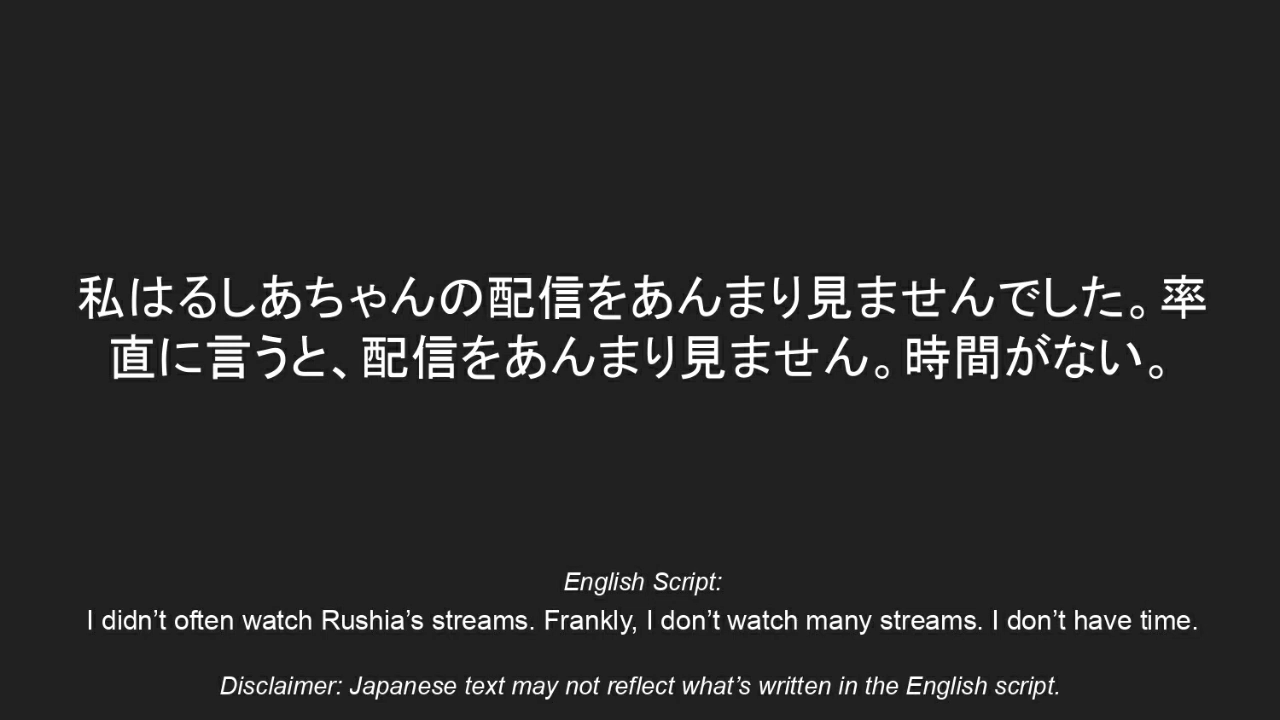 私はるしあちゃんの配信をあんまり見ませんでした。率
直に言うと、配信をあんまり見ません。時間がない。
English Script:
I didn’t often watch Rushia’s streams. Frankly, I don’t watch many streams. I don’t have time.
Disclaimer: Japanese text may not reflect what’s written in the English script.